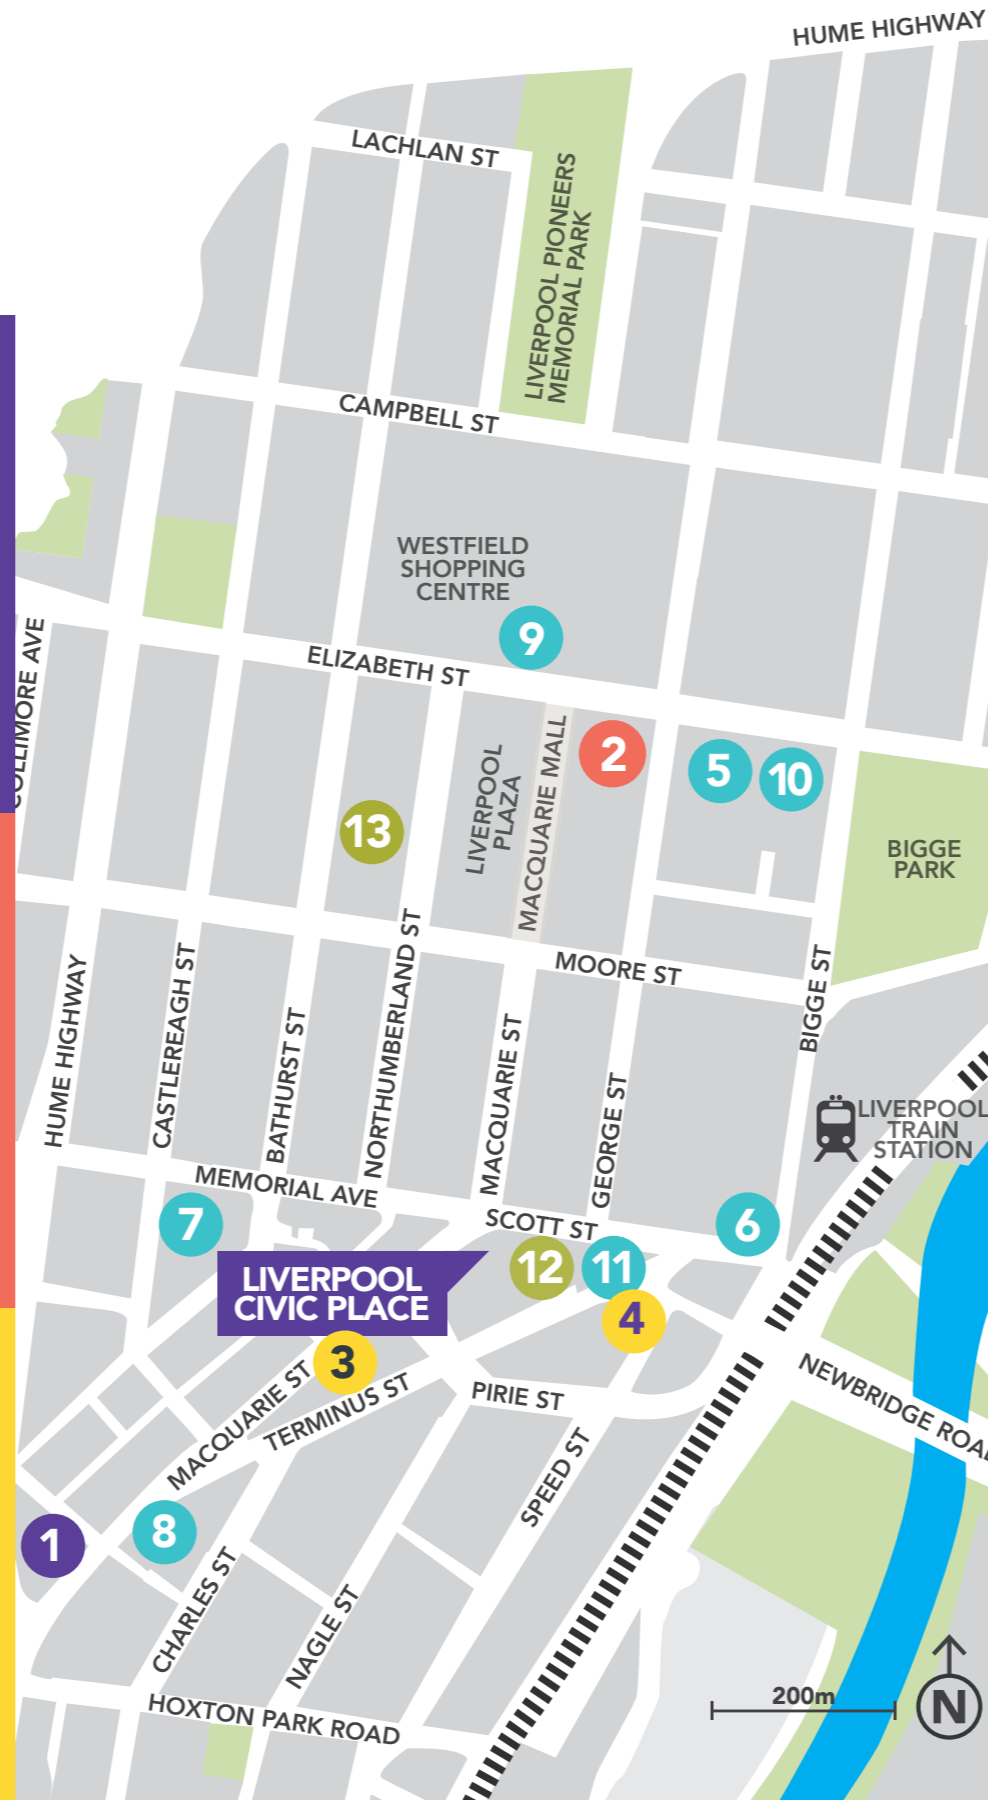 HUME HIGHWAY
LACHLAN ST
LIVERPOOL PIONEERS
MEMORIAL PARK
CAMPBELL ST
WESTFIELD
SHOPPING
CENTRE
9
COLLIMORE AVE
ELIZABETH ST
LIVERPOOL
PLAZA
MACQUARIE MALL
2
5
10
13
BIGGE
PARK
MOORE ST
HUME HIGHWAY
CASTLEREAGH ST
BATHURST ST
NORTHUMBERLAND ST
MACQUARIE ST
GEORGE ST
BIGGE ST
LIVERPOOL
TRAIN
STATION
MEMORIAL AVE
SCOTT ST
7
6
LIVERPOOL
CIVIC PLACE
12
11
4
3
MACQUARIE ST
TERMINUS ST
PIRIE ST
SPEED ST
NEWBRIDGE ROAD
1
8
CHARLES ST
NAGLE ST
HOXTON PARK ROAD
200m
N